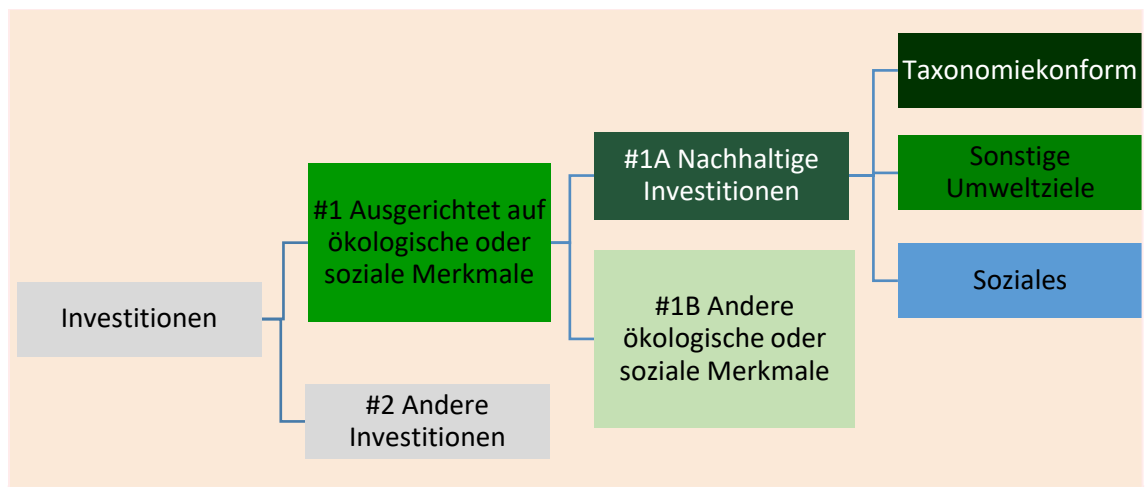 Investitionen
#1 Ausgerichtet auf
ökologische oder
soziale Merkmale
#2 Andere
Investitionen
#1A Nachhaltige
Investitionen
#1B Andere
ökologische oder
soziale Merkmale
Taxonomiekonform
Sonstige
Umweltziele
Soziales